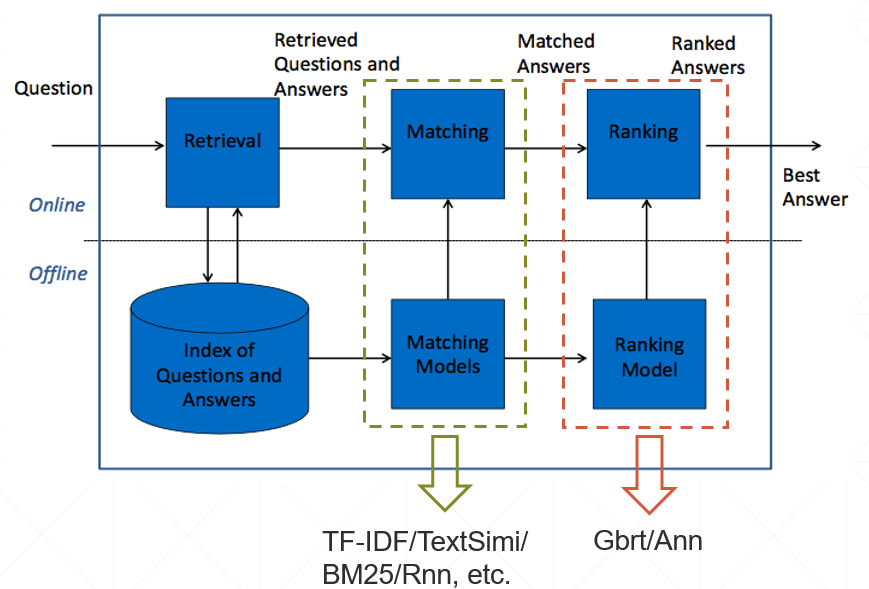 Retrieved
Questions and
Answers
Matched
Answers
Ranked
Answers
Question
Retrieval
Matching
Ranking
Best
Answer
Online
Offline
Index of
Questions and
Answers
Matching
Models
Ranking
Model
TF-IDF/TextSimi/
BM25/Rnn, etc.
Gbrt/Ann